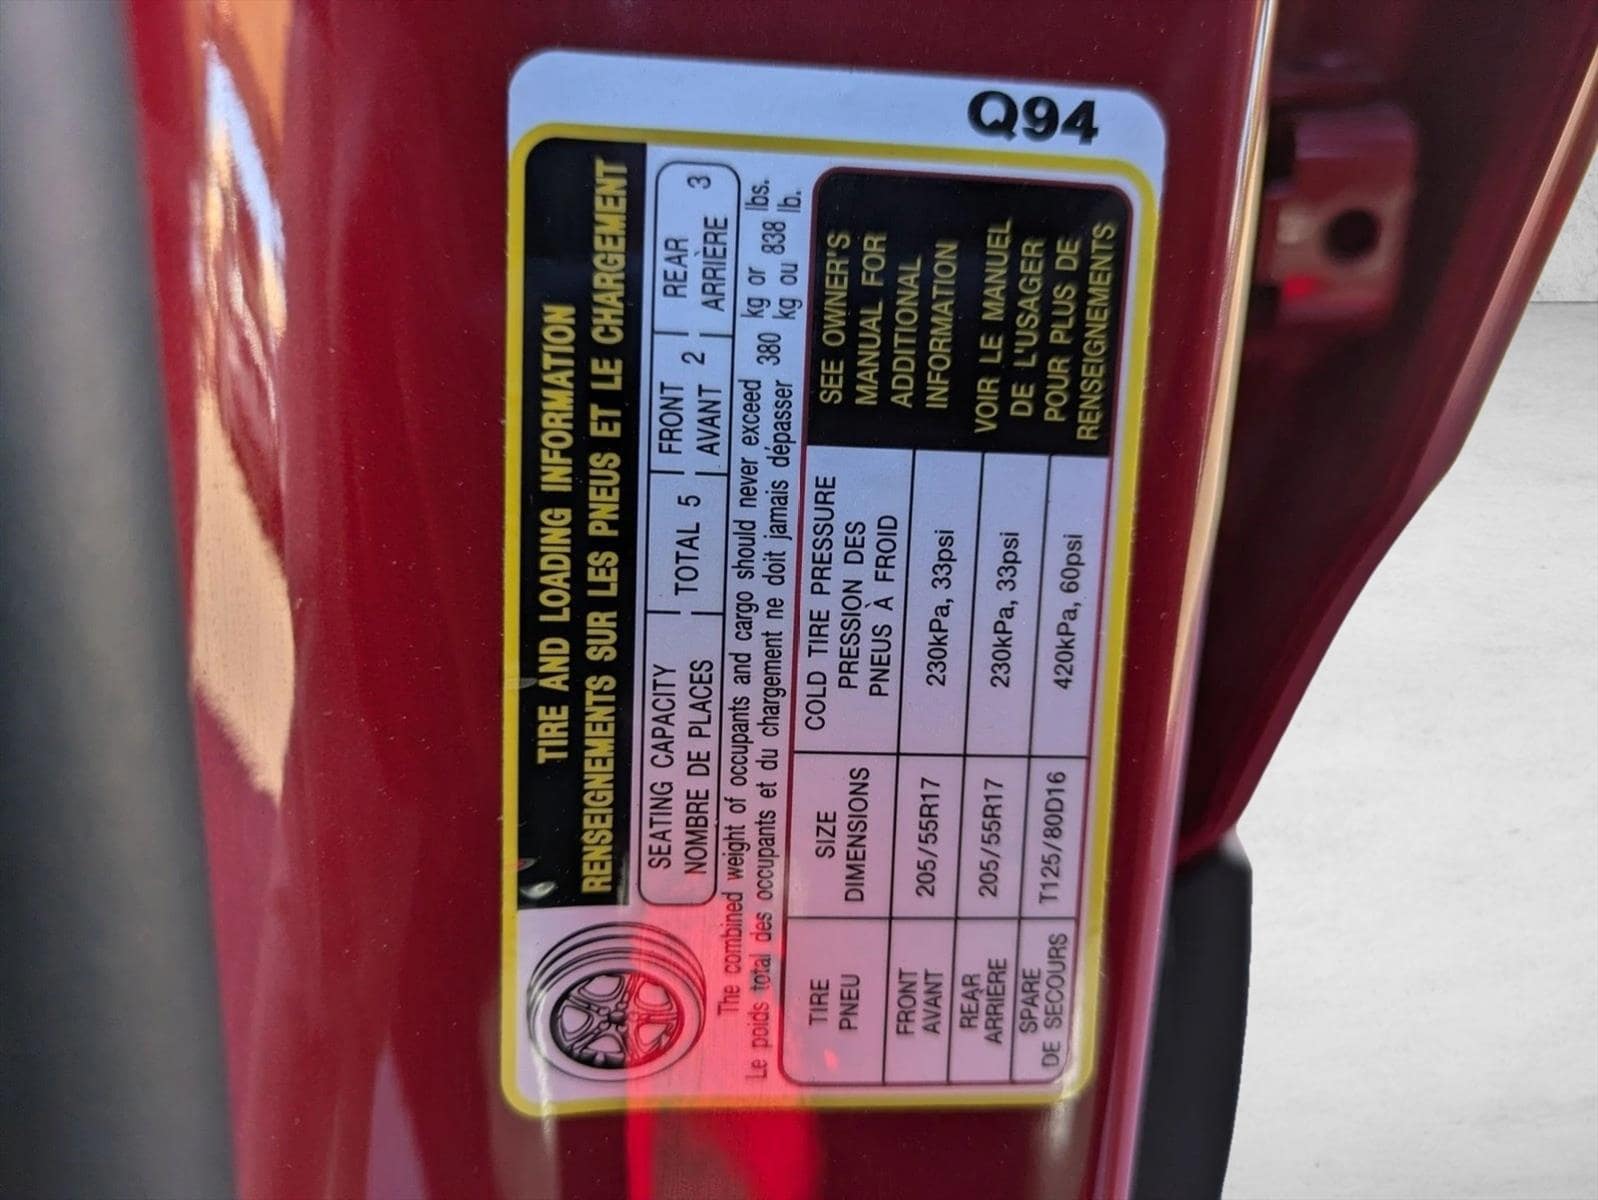 Q94
TIRE AND LOADING INFORMATION
RENSEIGNEMENTS SUR LES PNEUS ET LE CHARGEMENT
SEATING CAPACITY | TOTAL 5 | FRONT 2 | REAR 3
NOMBRE DE PLACES | AVANT | ARRIÈRE
The combined weight of occupants and cargo should never exceed 380 kg or 838 lbs.
Le poids total des occupants et du chargement ne doit jamais dépasser kg ou lb.
TIRE SIZE COLD TIRE PRESSURE
PNEU DIMENSIONS PRESSION DES
PNEUS À FROID
FRONT
AVANT 205/55R17 230kPa, 33psi
REAR
ARRIÈRE 205/55R17 230kPa, 33psi
SPARE
DE SECOURS T125/80D16 420kPa, 60psi
SEE OWNER'S
MANUAL FOR
ADDITIONAL
INFORMATION
VOIR LE MANUEL
DE L'USAGER
POUR PLUS DE
RENSEIGNEMENTS